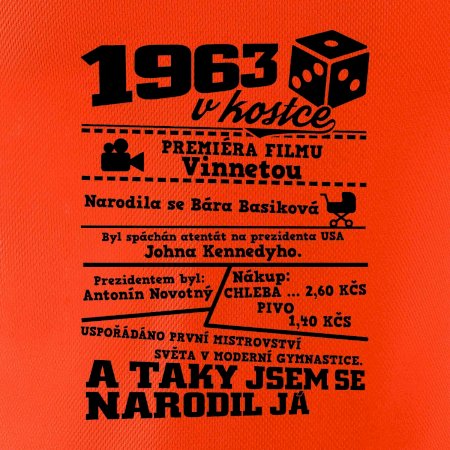 1963
v kostce
PREMIÉRA FILMU
Vinnetou
Narodila se Bára Basiková
Byl spáchán atentát na prezidenta USA
Johna Kennedyho.
Prezidentem byl:
Antonín Novotný
Nákup:
CHLEBA ... 2,60 KČS
PIVO
1,40 KČS
USPOŘÁDÁNO PRVNÍ MISTROVSTVÍ
SVĚTA V MODERNÍ GYMNASTICE.
A TAKY JSEM SE
NARODIL JÁ